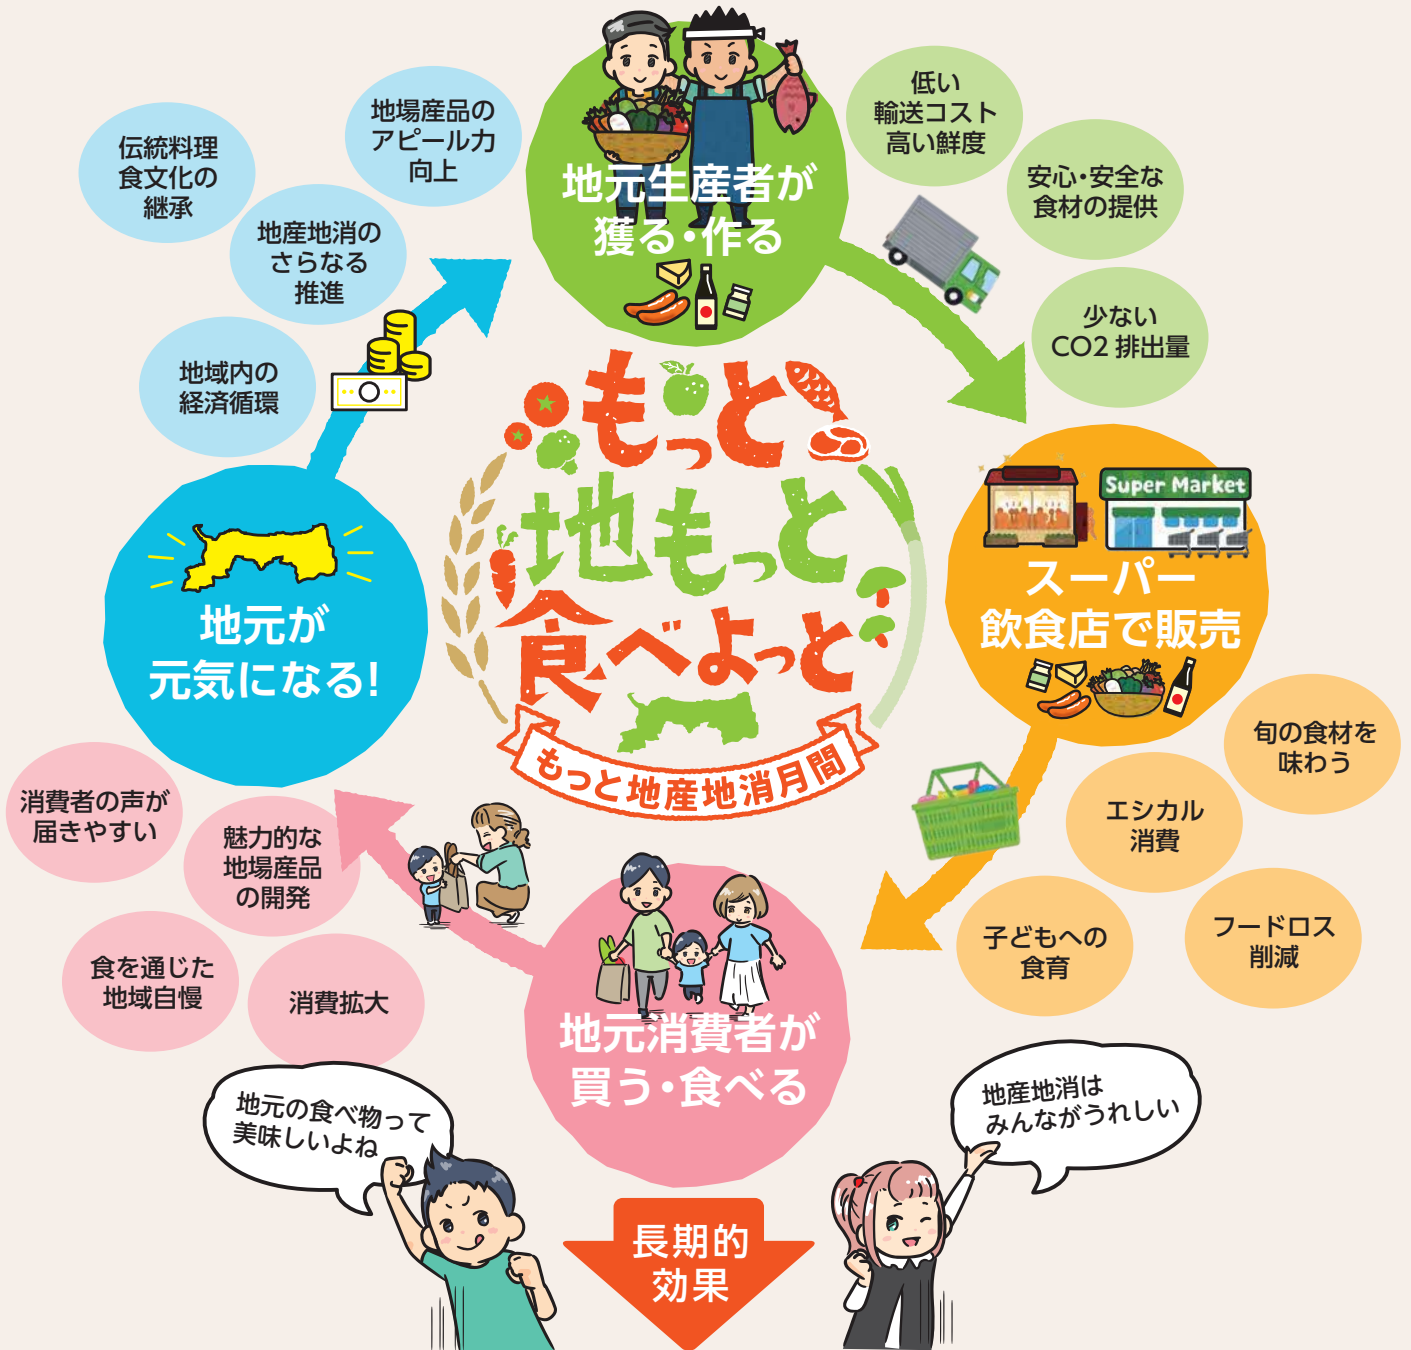 地元生産者が
獲る・作る
低い
輸送コスト
高い鮮度
安心・安全な
食材の提供
少ない
CO2 排出量
Super Market
スーパー
飲食店で販売
旬の食材を
味わう
エシカル
消費
フードロス
削減
子どもへの
食育
地元消費者が
買う・食べる
消費者の声が
届きやすい
魅力的な
地場産品
の開発
食を通じた
地域自慢
消費拡大
地元が
元気になる!
地域内の
経済循環
地産地消の
さらなる
推進
伝統料理
食文化の
継承
地場産品の
アピール力
向上
もっと
地もっと
食べよっと
もっと地産地消月間
地元の食べ物って
美味しいよね
地産地消は
みんながうれしい
長期的
効果